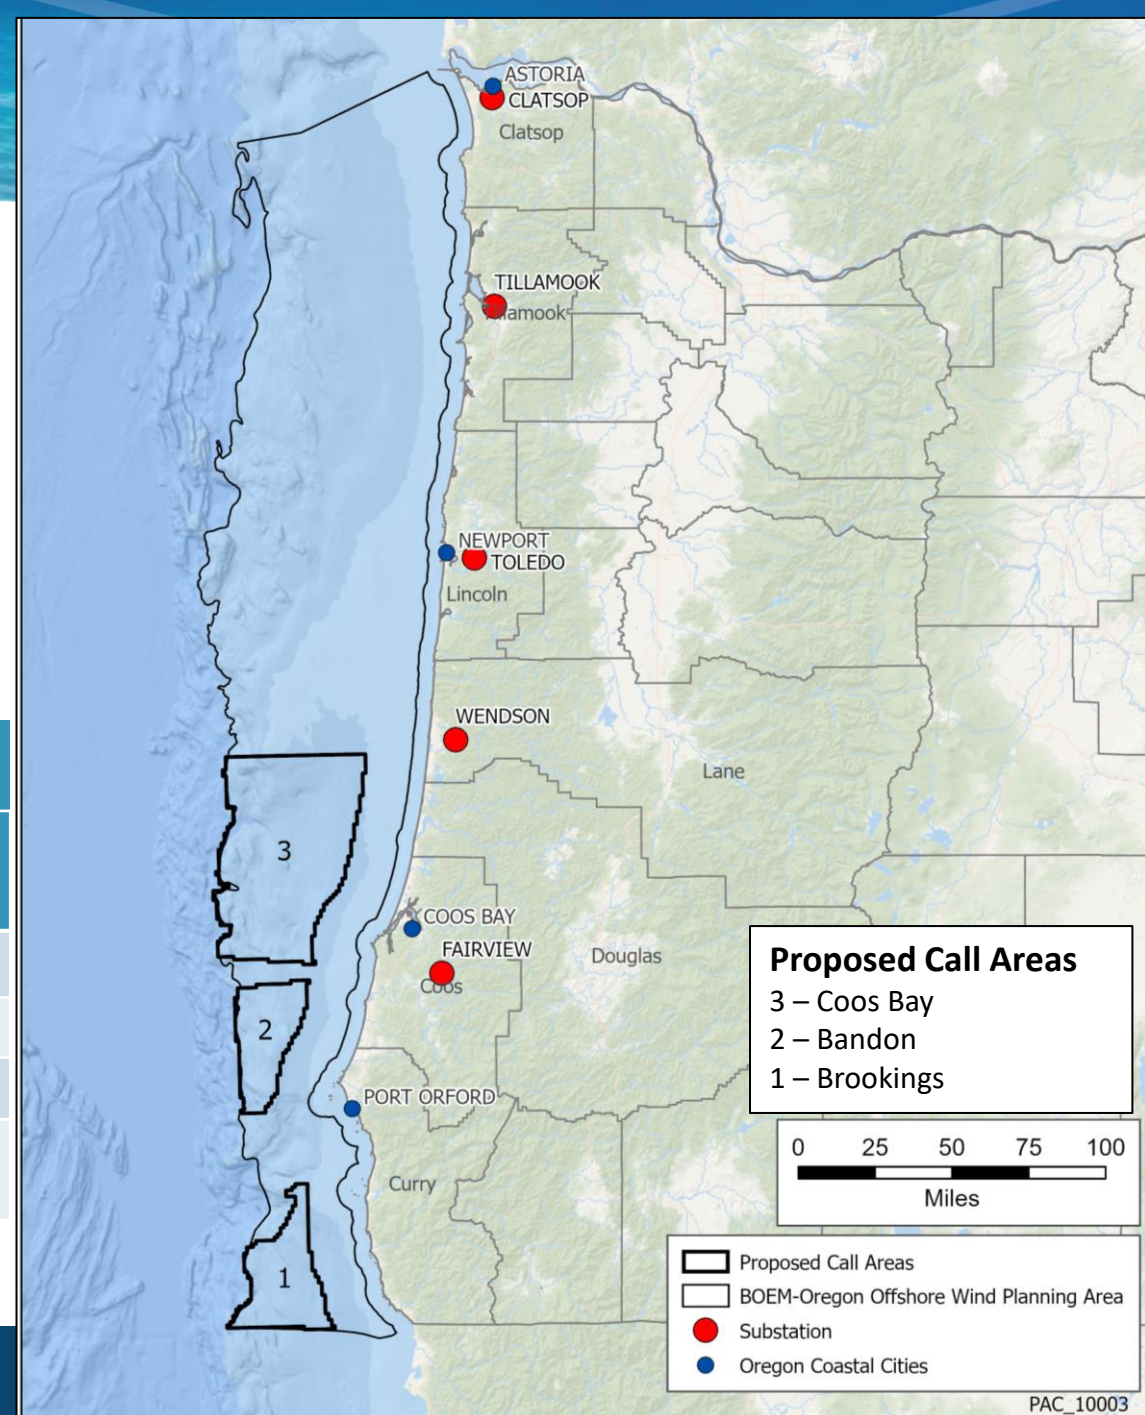 ASTORIA
CLATSOP
Clatsop
TILLAMOOK
Tillamook
NEWPORT
TOLEDO
Lincoln
WENDSON
Lane
3
COOS BAY
FAIRVIEW
Coos
Douglas
2
PORT ORFORD
Curry
1
Proposed Call Areas
3 – Coos Bay
2 – Bandon
1 – Brookings
0 25 50 75 100
Miles
Proposed Call Areas
BOEM-Oregon Offshore Wind Planning Area
Substation
Oregon Coastal Cities
PAC_10003